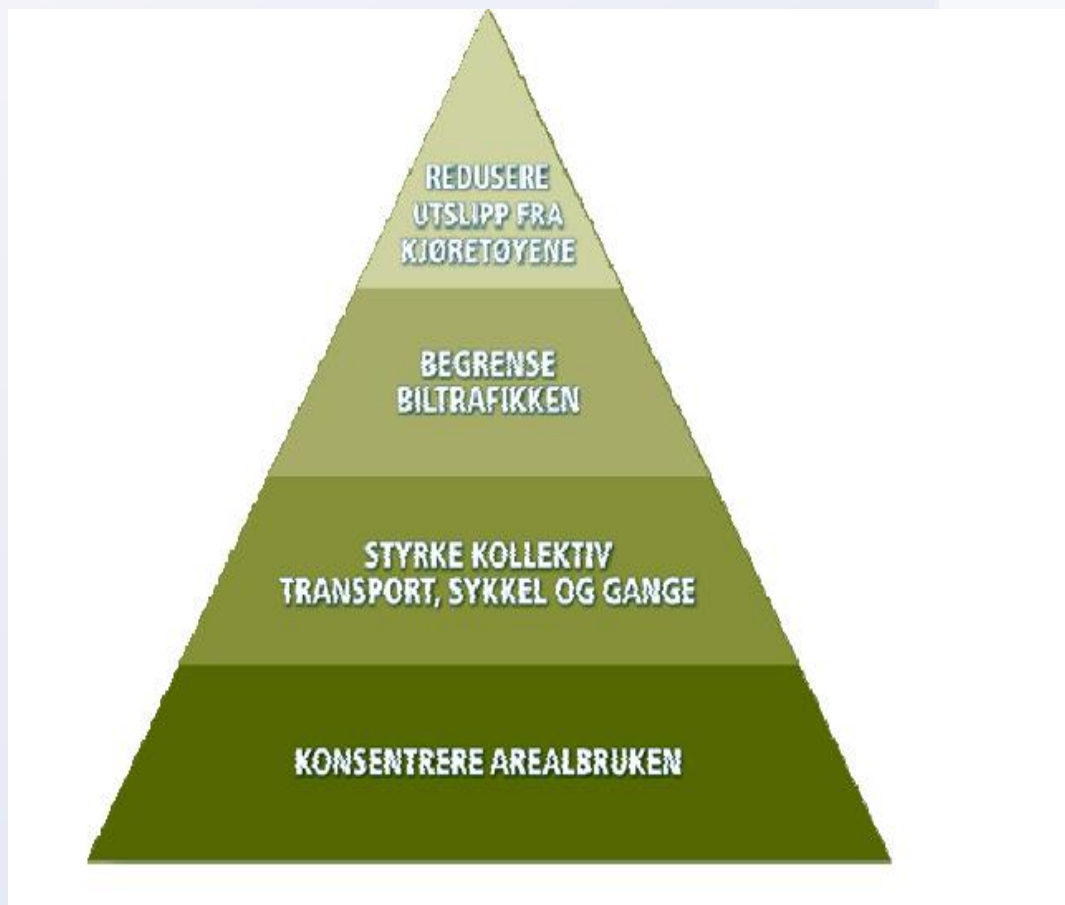 REDUSERE
UTSLIPP FRA
KJØRETØYENE
BEGRENSE
BILTRAFIKKEN
STYRKE KOLLEKTIV
TRANSPORT, SYKKEL OG GANGE
KONSENTRERE AREALBRUKEN